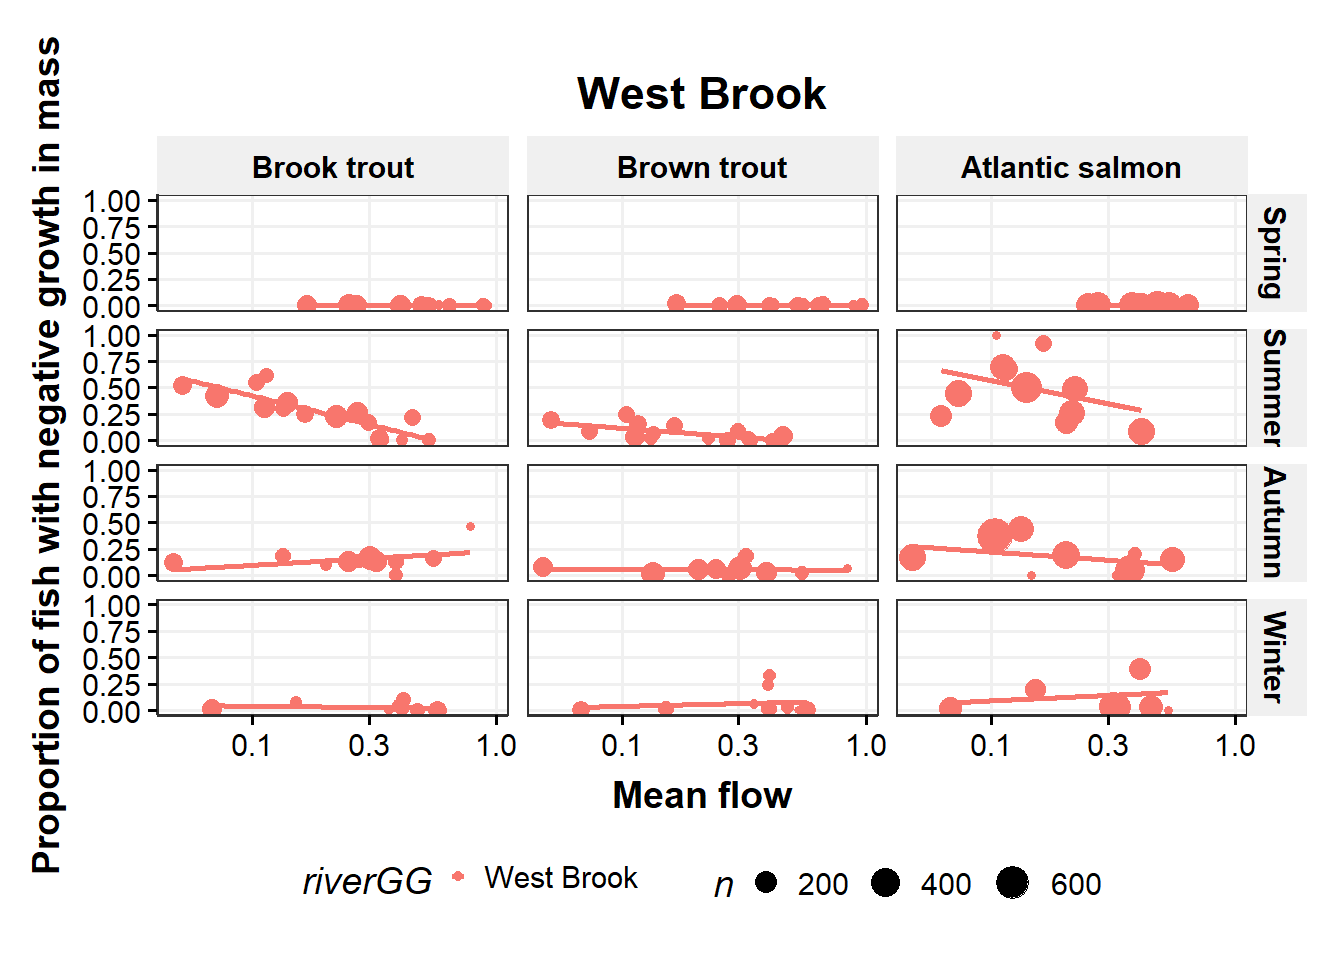 West Brook
Brook trout
Brown trout
Atlantic salmon
Proportion of fish with negative growth in mass
1.00
0.75
0.50
0.25
0.00
Spring
1.00
0.75
0.50
0.25
0.00
Summer
1.00
0.75
0.50
0.25
0.00
Autumn
1.00
0.75
0.50
0.25
0.00
Winter
0.1 0.3 1.0 0.1 0.3 1.0 0.1 0.3 1.0
Mean flow
riverGG West Brook n 200 400 600